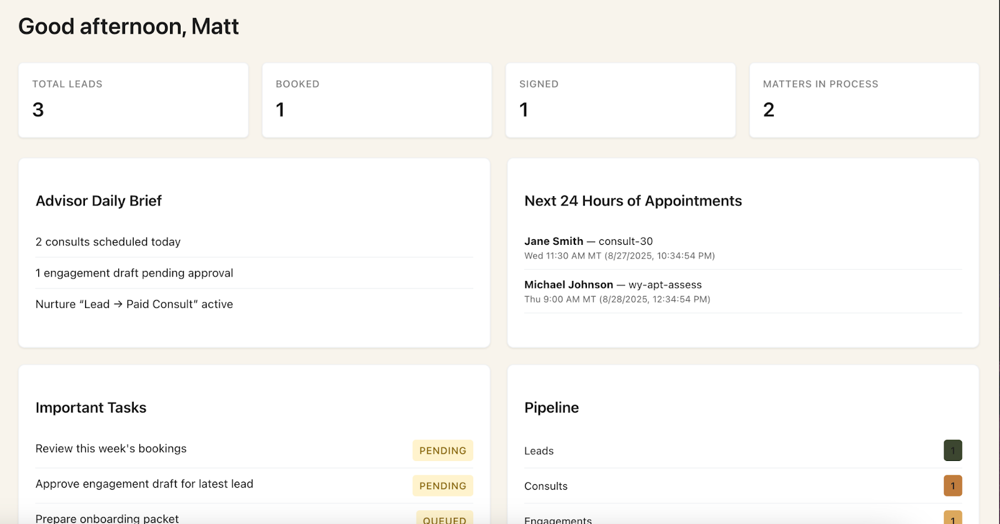 Good afternoon, Matt
TOTAL LEADS
3
BOOKED
1
SIGNED
1
MATTERS IN PROCESS
2
Advisor Daily Brief
2 consults scheduled today
1 engagement draft pending approval
Nurture “Lead → Paid Consult” active
Next 24 Hours of Appointments
Jane Smith — consult-30
Wed 11:30 AM MT (8/27/2025, 10:34:54 PM)
Michael Johnson — wy-apt-assess
Thu 9:00 AM MT (8/28/2025, 12:34:54 PM)
Important Tasks
Review this week's bookings PENDING
Approve engagement draft for latest lead PENDING
Prepare onboarding packet QUEUED
Pipeline
Leads 1
Consults 1
Engagements 1